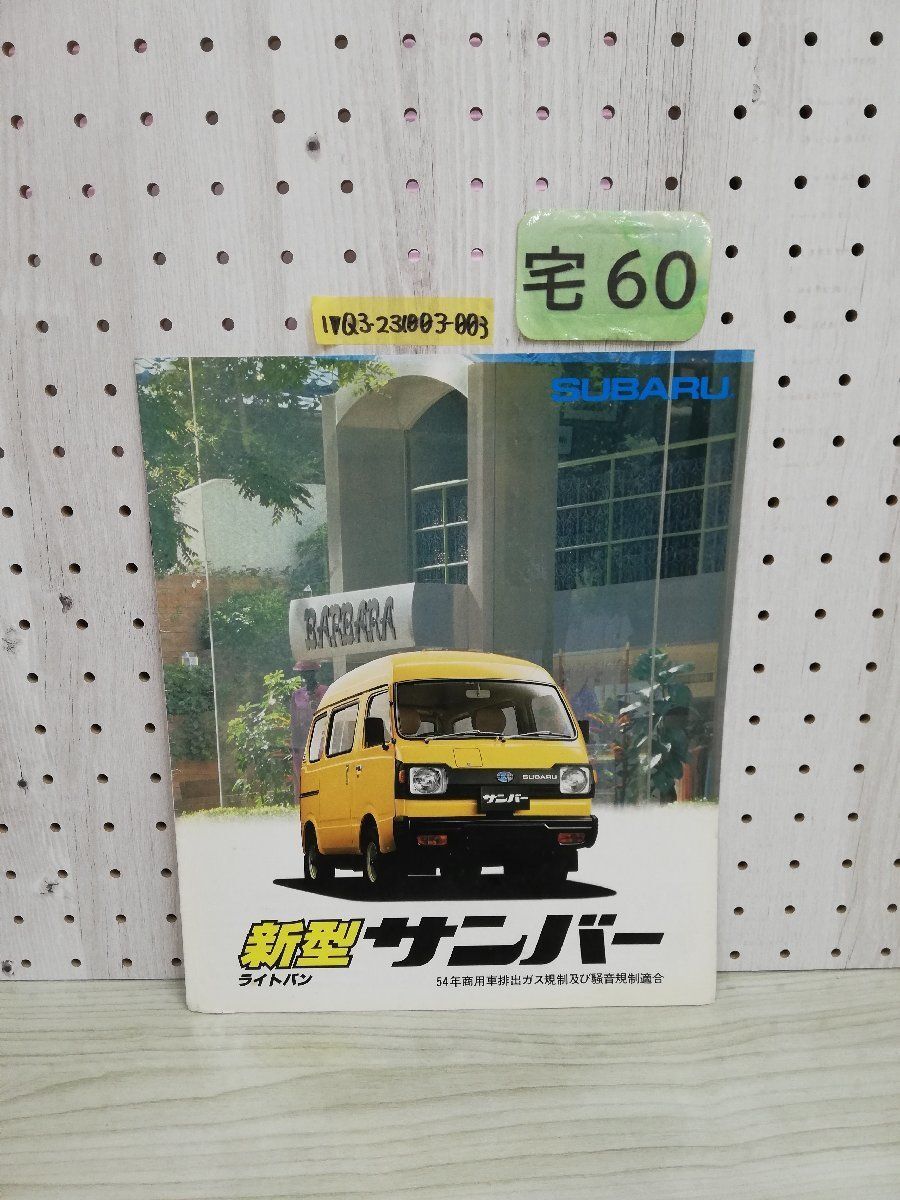 宅60
1▼Q3-231003-003
SUBARU
BARBARA
SUBARU
サンバー
新型サンバー
ライトバン
54年商用車排出ガス規制及び騒音規制適合